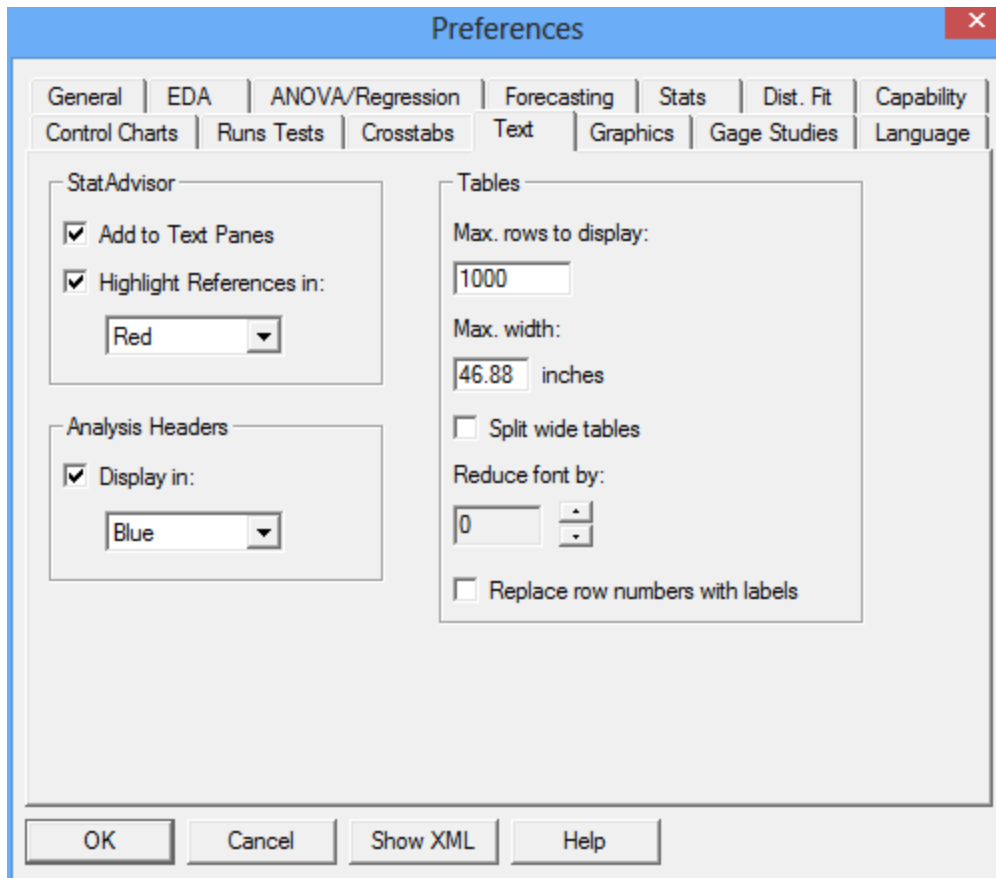 Preferences
General EDA ANOVA/Regression Forecasting Stats Dist. Fit Capability
Control Charts Runs Tests Crosstabs Text Graphics Gage Studies Language
StatAdvisor
Add to Text Panes
Highlight References in:
Red
Analysis Headers
Display in:
Blue
Tables
Max. rows to display:
1000
Max. width:
46.88 inches
Split wide tables
Reduce font by:
0
Replace row numbers with labels
OK Cancel Show XML Help